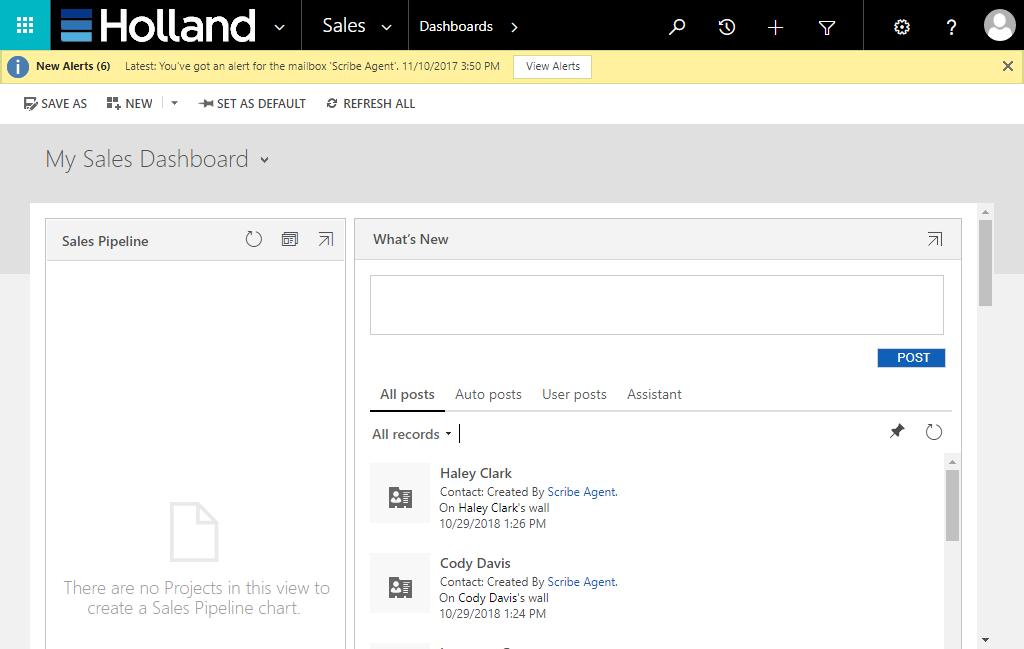 Holland
Sales
Dashboards
?
i
New Alerts (6) Latest: You've got an alert for the mailbox 'Scribe Agent'. 11/10/2017 3:50 PM View Alerts
SAVE AS NEW SET AS DEFAULT REFRESH ALL
My Sales Dashboard
Sales Pipeline
There are no Projects in this view to
create a Sales Pipeline chart.
What's New
POST
All posts Auto posts User posts Assistant
All records
Haley Clark
Contact: Created By Scribe Agent.
On Haley Clark's wall
10/29/2018 1:26 PM
Cody Davis
Contact: Created By Scribe Agent.
On Cody Davis's wall
10/29/2018 1:24 PM